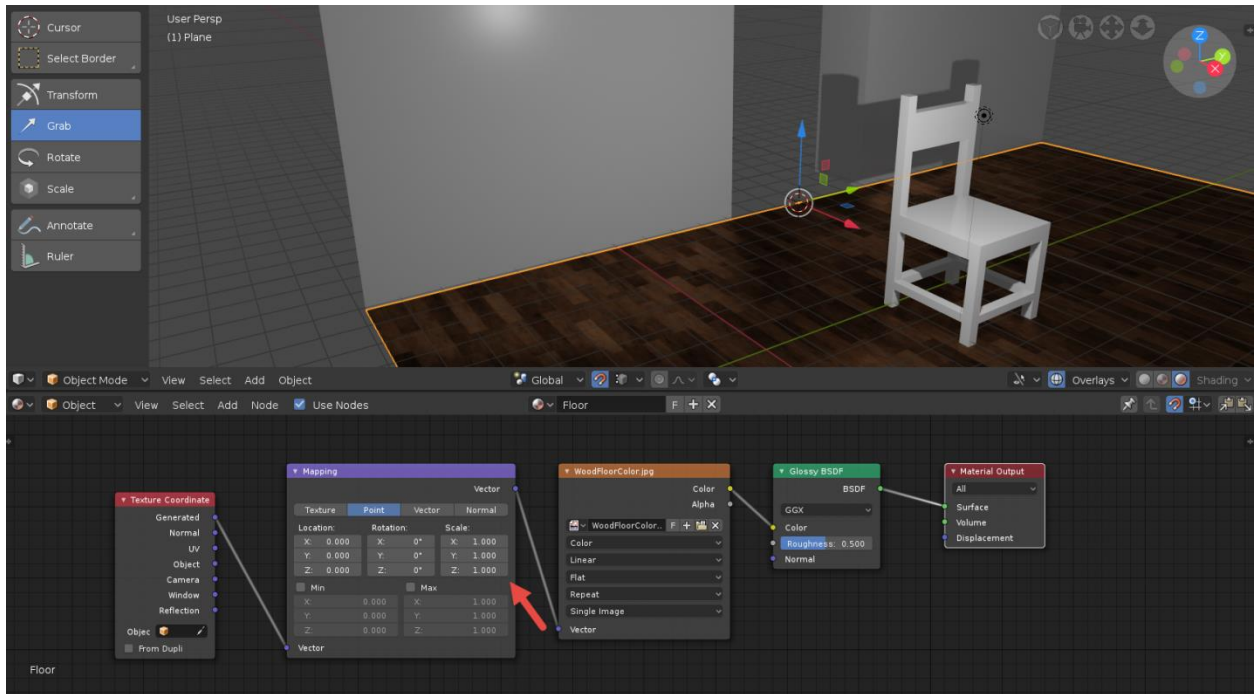 Cursor
Select Border
Transform
Grab
Rotate
Scale
Annotate
Ruler
User Persp
(1) Plane
Z
Y
X
Object Mode View Select Add Object Global Overlays Shading
Object View Select Add Node Use Nodes Floor F
Texture Coordinate
Generated
Normal
UV
Object
Camera
Window
Reflection
Objec
From Dupli
Mapping
Vector
Texture Point Vector Normal
Location: Rotation: Scale:
X: 0.000 X: 0° X: 1.000
Y: 0.000 Y: 0° Y: 1.000
Z: 0.000 Z: 0° Z: 1.000
Min Max
X: 0.000 X: 1.000
Y: 0.000 Y: 1.000
Z: 0.000 Z: 1.000
Vector
WoodFloorColor.jpg
Color
Alpha
WoodFloorColor... F
Color
Linear
Flat
Repeat
Single Image
Vector
Glossy BSDF
BSDF
GGX
Color
Roughness: 0.500
Normal
Material Output
All
Surface
Volume
Displacement
Floor